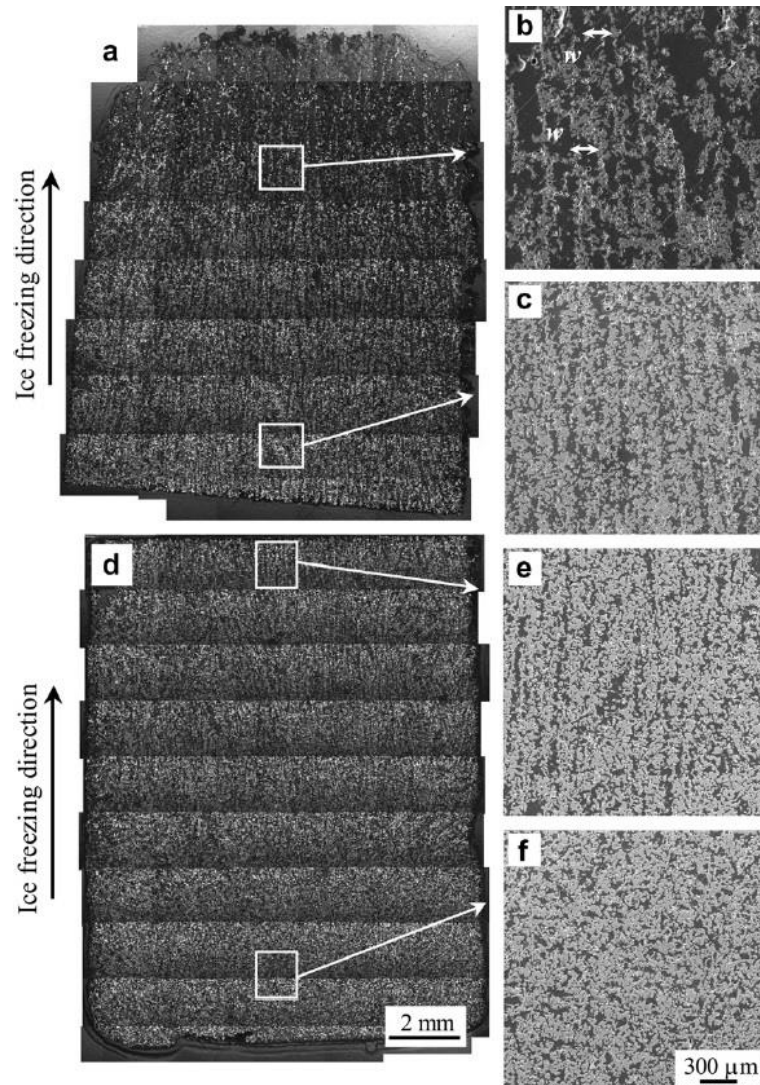 a
b
w
w
Ice freezing direction
c
d
e
Ice freezing direction
f
2 mm
300 μm